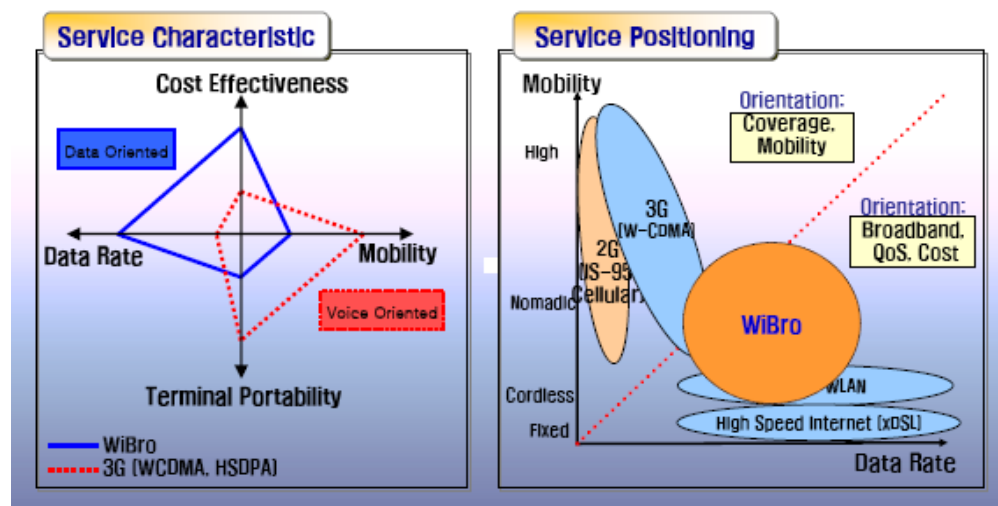 Service Characteristic
Cost Effectiveness
Data Oriented
Data Rate
Mobility
Voice Oriented
Terminal Portability
WiBro
3G (WCDMA, HSDPA)
Service Positioning
Mobility
Orientation:
Coverage.
Mobility
High
Orientation:
Broadband.
QoS. Cost
3G
(W-CDMA)
2G
(IS-95
Cellular)
Nomadic
WiBro
Cordless
WLAN
Fixed
High Speed Internet (xDSL)
Data Rate